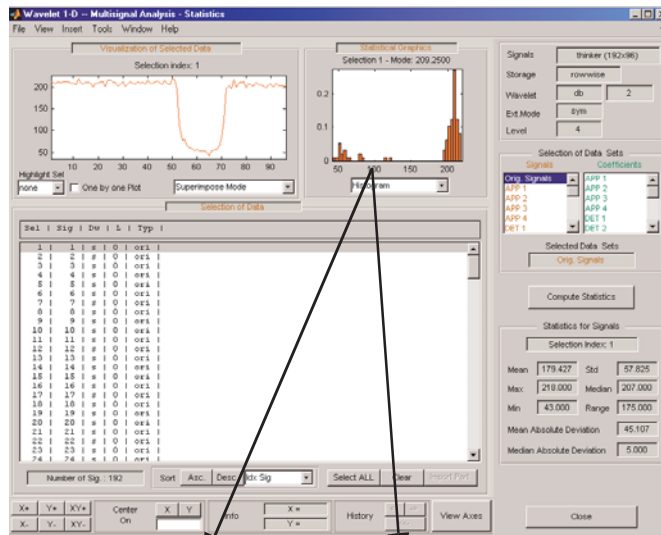 Wavelet 1-D -- Multisignal Analysis - Statistics
File View Insert Tools Window Help
Visualization of Selected Data
Selection index: 1
200
150
100
50
10 20 30 40 50 60 70 80 90
Highlight Sel
none One by one Plot Superimpose Mode
Statistical Graphics
Selection 1 - Mode: 209.2500
0.2
0.1
0
50 100 150 200
Histogram
Selection of Data
Sel | Sig | Dw | L | Typ |
1 | 1 | s | 0 | ori |
2 | 2 | s | 0 | ori |
3 | 3 | s | 0 | ori |
4 | 4 | s | 0 | ori |
5 | 5 | s | 0 | ori |
6 | 6 | s | 0 | ori |
7 | 7 | s | 0 | ori |
8 | 8 | s | 0 | ori |
9 | 9 | s | 0 | ori |
10 | 10 | s | 0 | ori |
11 | 11 | s | 0 | ori |
12 | 12 | s | 0 | ori |
13 | 13 | s | 0 | ori |
14 | 14 | s | 0 | ori |
15 | 15 | s | 0 | ori |
16 | 16 | s | 0 | ori |
17 | 17 | s | 0 | ori |
18 | 18 | s | 0 | ori |
19 | 19 | s | 0 | ori |
20 | 20 | s | 0 | ori |
21 | 21 | s | 0 | ori |
22 | 22 | s | 0 | ori |
23 | 23 | s | 0 | ori |
24 | 24 | s | 0 | ori |
Number of Sig. : 192 Sort Asc. Desc. Idx Sig Select ALL Clear Import Part
X+ Y+ XY+
X- Y- XY-
Center On X Y
Info X =
Y =
History
View Axes
Signals thinker (192x96)
Storage rowwise
Wavelet db 2
Ext.Mode sym
Level 4
Selection of Data Sets
Signals Coefficients
Orig. Signals APP 1
APP 1 APP 2
APP 2 APP 3
APP 3 APP 4
APP 4 DET 1
DET 1 DET 2
Selected Data Sets
Orig. Signals
Compute Statistics
Statistics for Signals
Selection Index: 1
Mean 179.427 Std 57.825
Max 218.000 Median 207.000
Min 43.000 Range 175.000
Mean Absolute Deviation 45.107
Median Absolute Deviation 5.000
Close